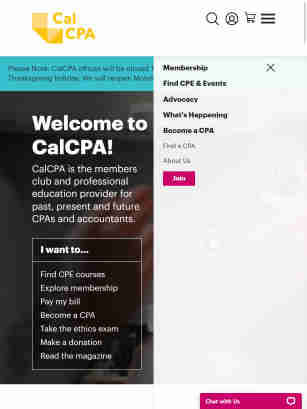 Cal
CPA
Please Note: CalCPA offices will be closed
Thanksgiving holiday. We will reopen
Membership
Find CPE & Events
Advocacy
What's Happening
Become a CPA
Find a CPA
About Us
Join
Welcome to
CalCPA!
CalCPA is the members
club and professional
education provider for
past, present and future
CPAs and accountants.
I want to...
Find CPE courses
Explore membership
Pay my bill
Become a CPA
Take the ethics exam
Make a donation
Read the magazine
Chat with Us